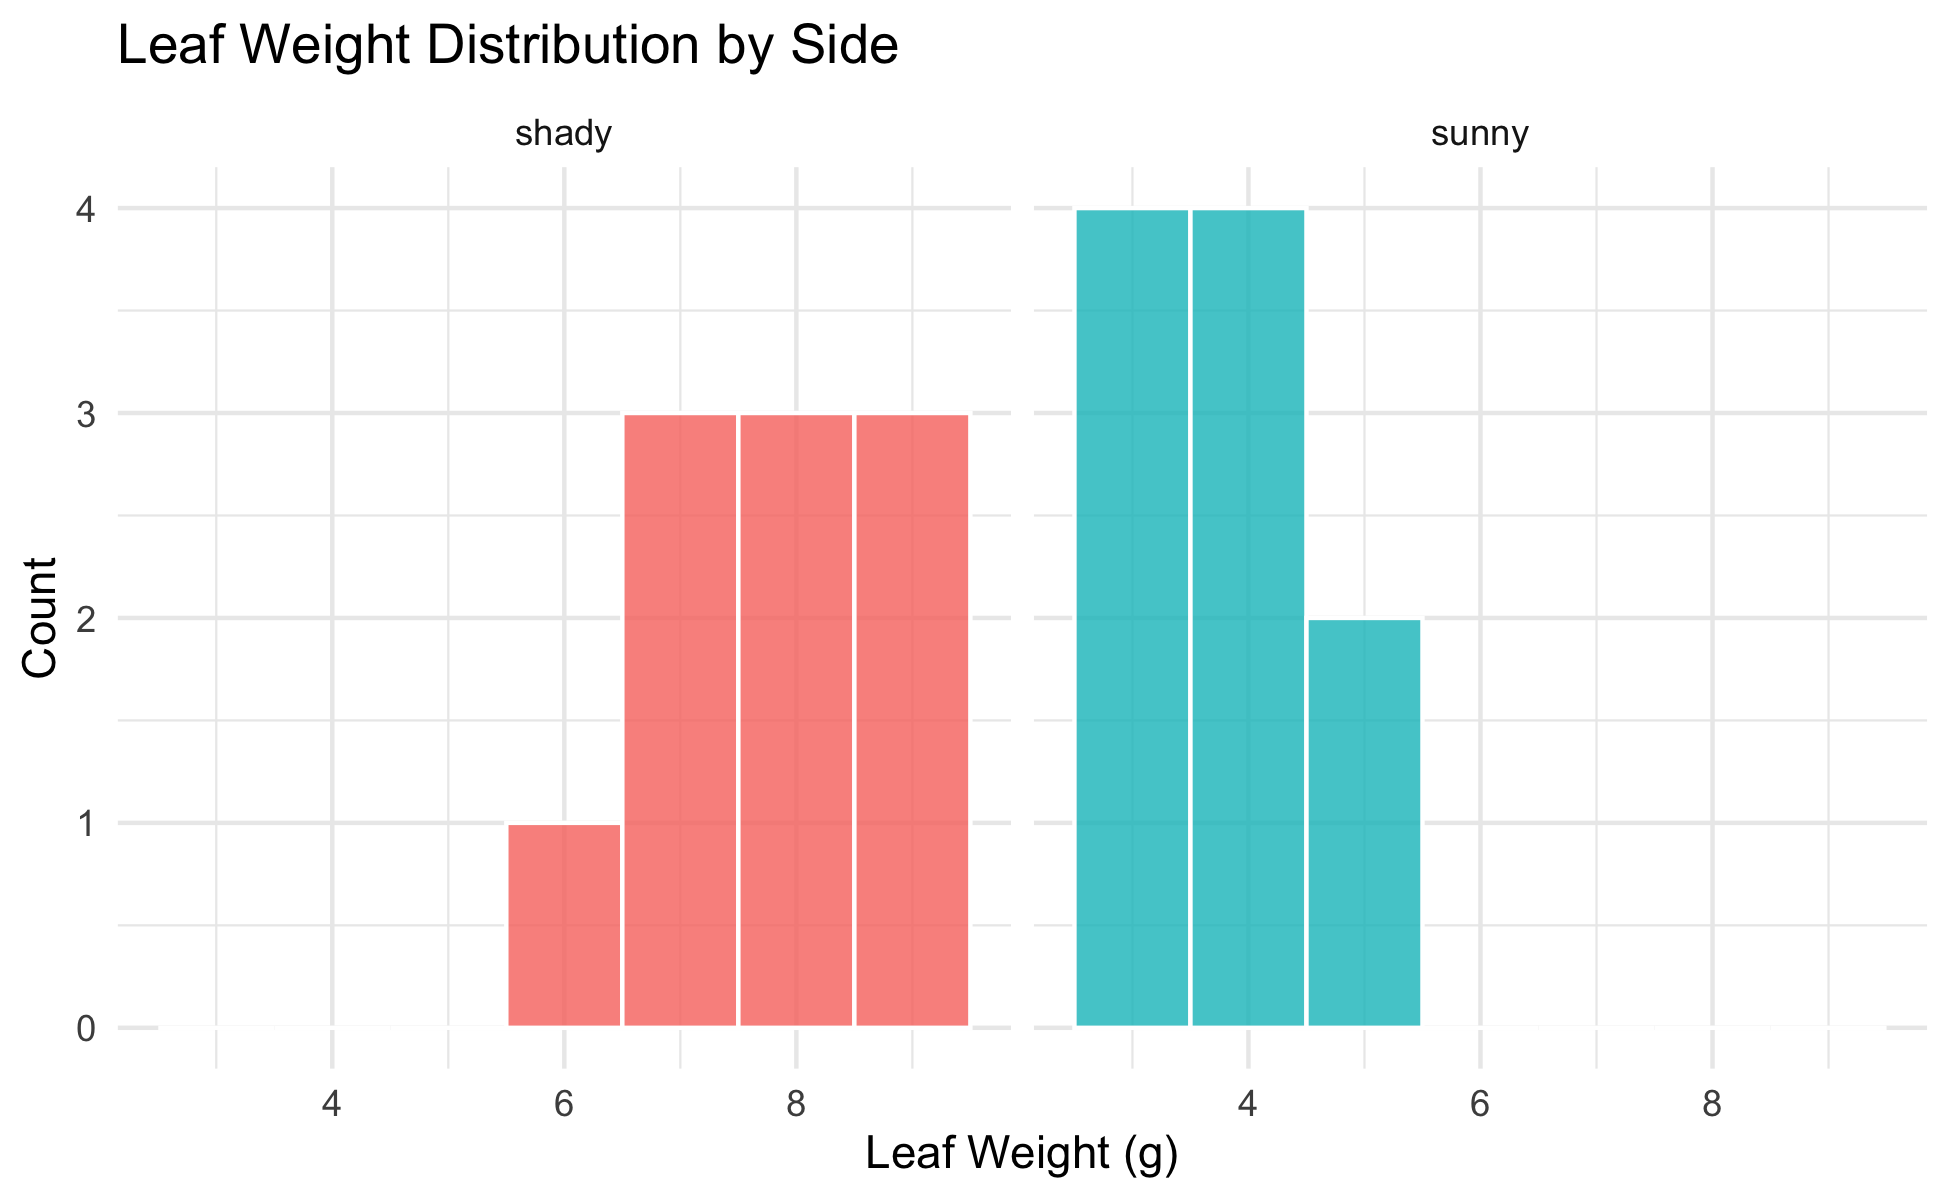 Leaf Weight Distribution by Side
shady
sunny
4
3
2
1
0
Count
4 6 8
4 6 8
Leaf Weight (g)